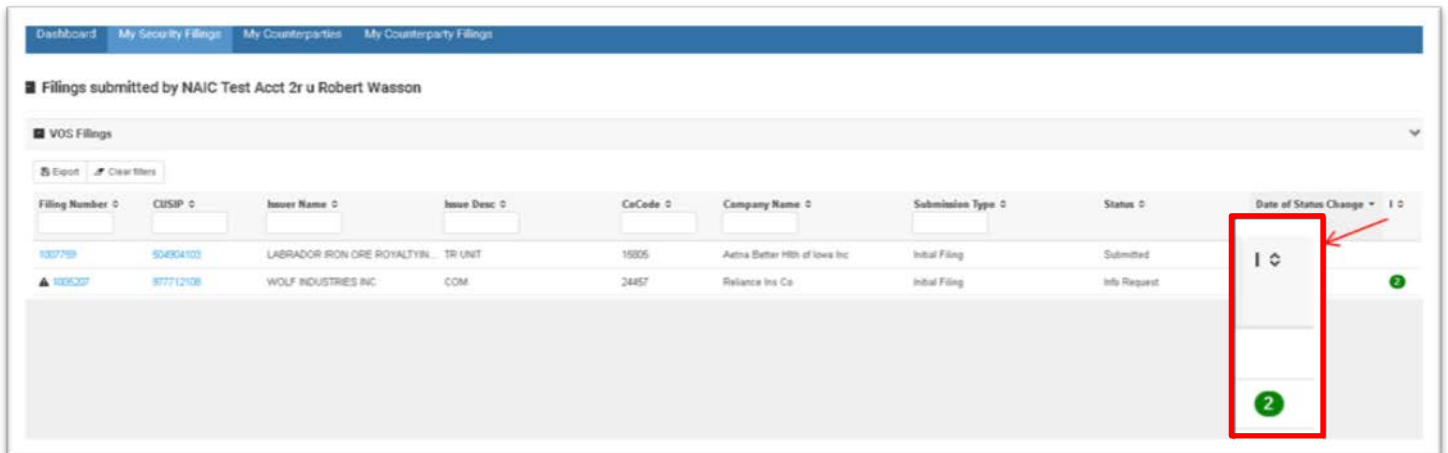 Dashboard My Security Filings My Counterparties My Counterparty Filings
Filings submitted by NAIC Test Acct 2r u Robert Wasson
VOS Filings
Export Clear filters
Filing Number CUSIP Issuer Name Issue Desc CoCode Company Name Submission Type Status Date of Status Change I
1007769 504904103 LABRADOR IRON ORE ROYALTYIN... TR UNIT 15805 Aetna Better Hlth of Iowa Inc Initial Filing Submitted
I
1005207 977712108 WOLF INDUSTRIES INC COM 24457 Reliance Ins Co Initial Filing Info Request 2
2